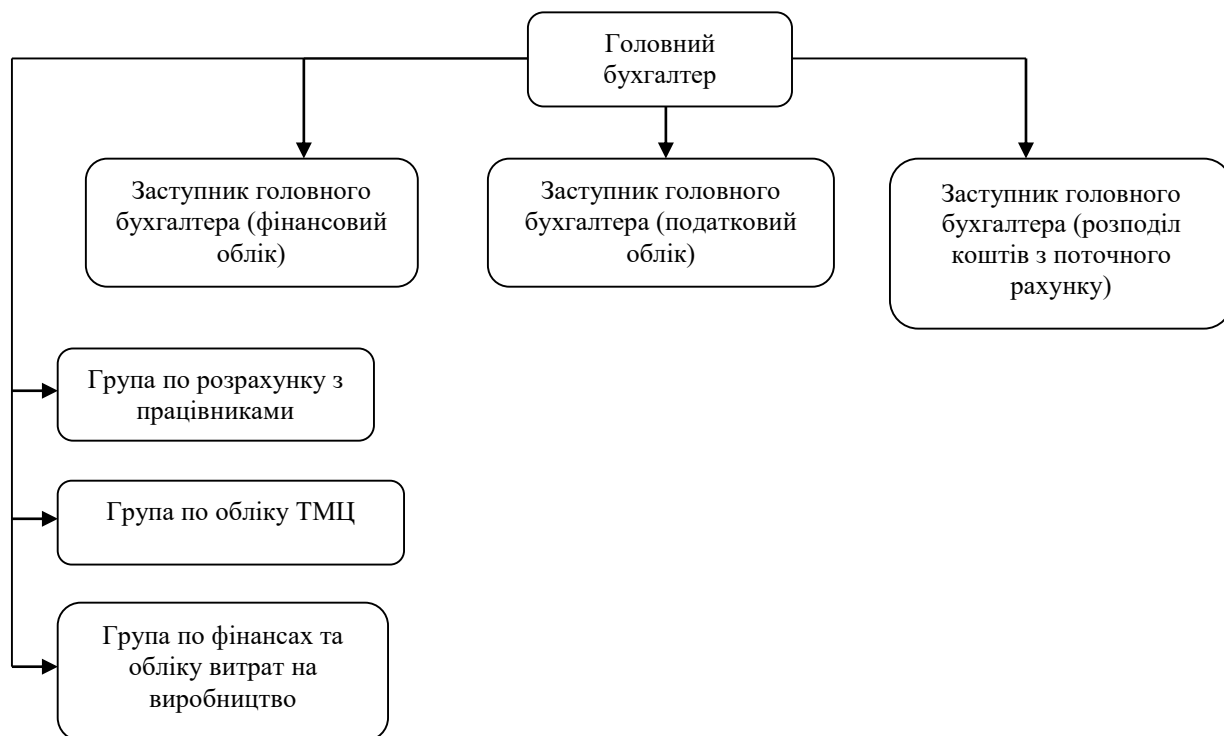 Головний
бухгалтер
Заступник головного
бухгалтера (фінансовий
облік)
Заступник головного
бухгалтера (податковий
облік)
Заступник головного
бухгалтера (розподіл
коштів з поточного
рахунку)
Група по розрахунку з
працівниками
Група по обліку ТМЦ
Група по фінансах та
обліку витрат на
виробництво